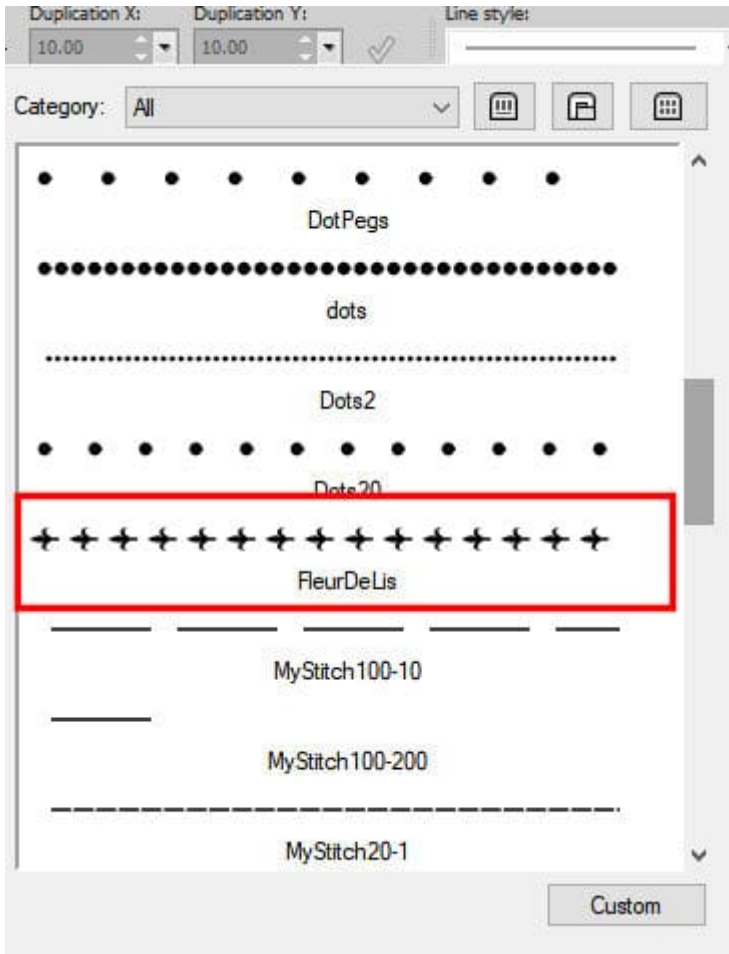 Duplication X: Duplication Y: Line style:
10.00 10.00
Category: All
DotPegs
dots
Dots2
Dots20
FleurDeLis
MyStitch100-10
MyStitch100-200
MyStitch20-1
Custom